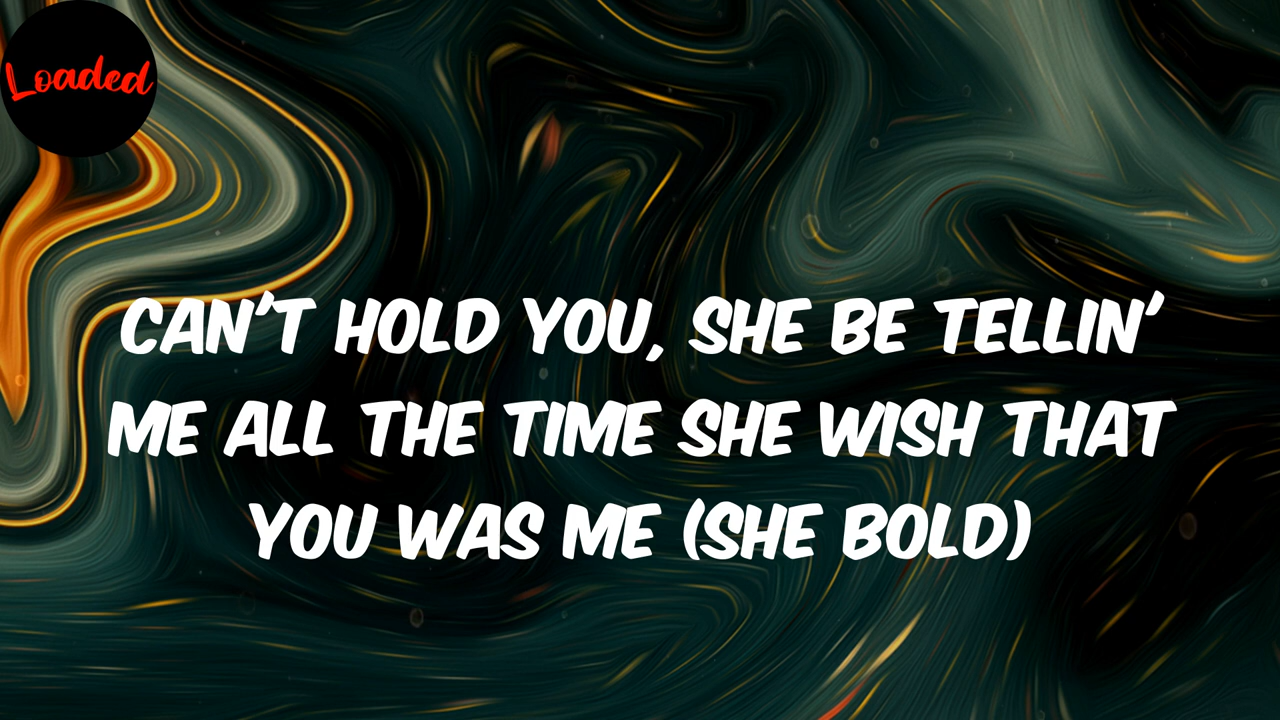 Loaded
CAN'T HOLD YOU, SHE BE TELLIN'
ME ALL THE TIME SHE WISH THAT
YOU WAS ME (SHE BOLD)